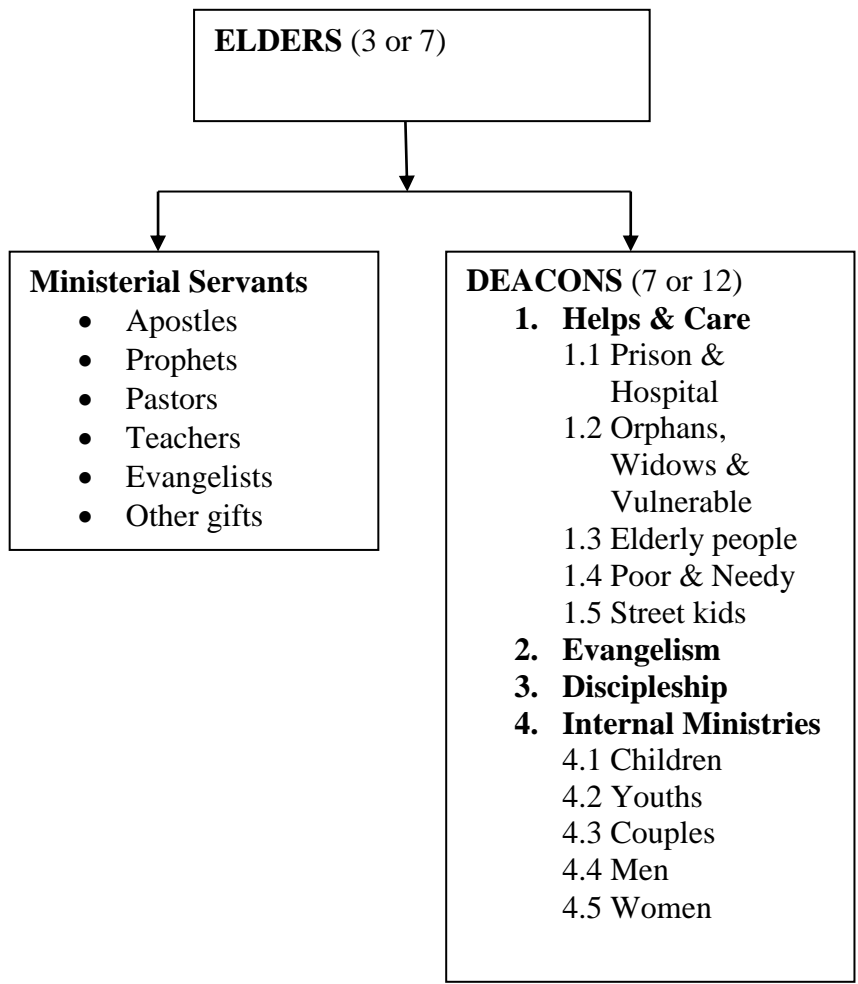 ELDERS (3 or 7)
Ministerial Servants
• Apostles
• Prophets
• Pastors
• Teachers
• Evangelists
• Other gifts
DEACONS (7 or 12)
1. Helps & Care
1.1 Prison &
Hospital
1.2 Orphans,
Widows &
Vulnerable
1.3 Elderly people
1.4 Poor & Needy
1.5 Street kids
2. Evangelism
3. Discipleship
4. Internal Ministries
4.1 Children
4.2 Youths
4.3 Couples
4.4 Men
4.5 Women